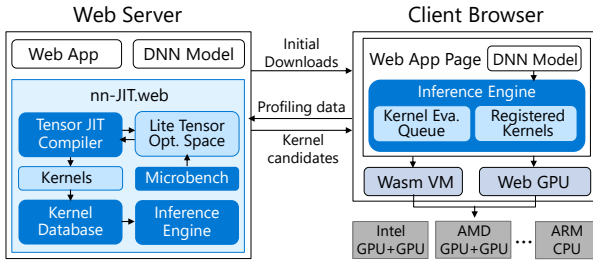 Web Server
Web App
DNN Model
nn-JIT.web
Tensor JIT
Compiler
Lite Tensor
Opt. Space
Kernels
Microbench
Kernel
Database
Inference
Engine
Initial
Downloads
Profiling data
Kernel
candidates
Client Browser
Web App Page
DNN Model
Inference Engine
Kernel Eva.
Queue
Registered
Kernels
Wasm VM
Web GPU
Intel
GPU+GPU
AMD
GPU+GPU
...
ARM
CPU